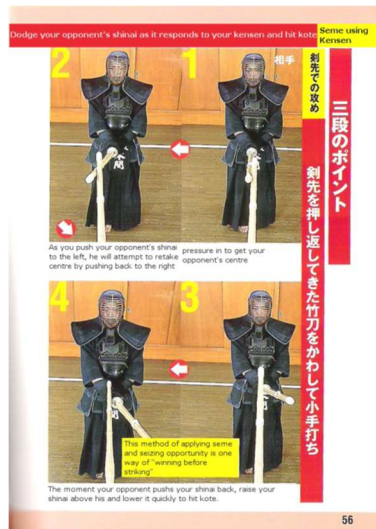 Dodge your opponent's shinai as it responds to your kensen and hit kote
Seme using
Kensen
三段のポイント
剣先での攻め
剣先を押し返してきた竹刀をかわして小手打ち
1
相手
pressure in to get your
opponent's centre
2
As you push your opponent's shinai
to the left, he will attempt to retake
centre by pushing back to the right
3
4
This method of applying seme
and seizing opportunity is one
way of "winning before
striking"
The moment your opponent pushs your shinai back, raise your
shinai above his and lower it quickly to hit kote.
56